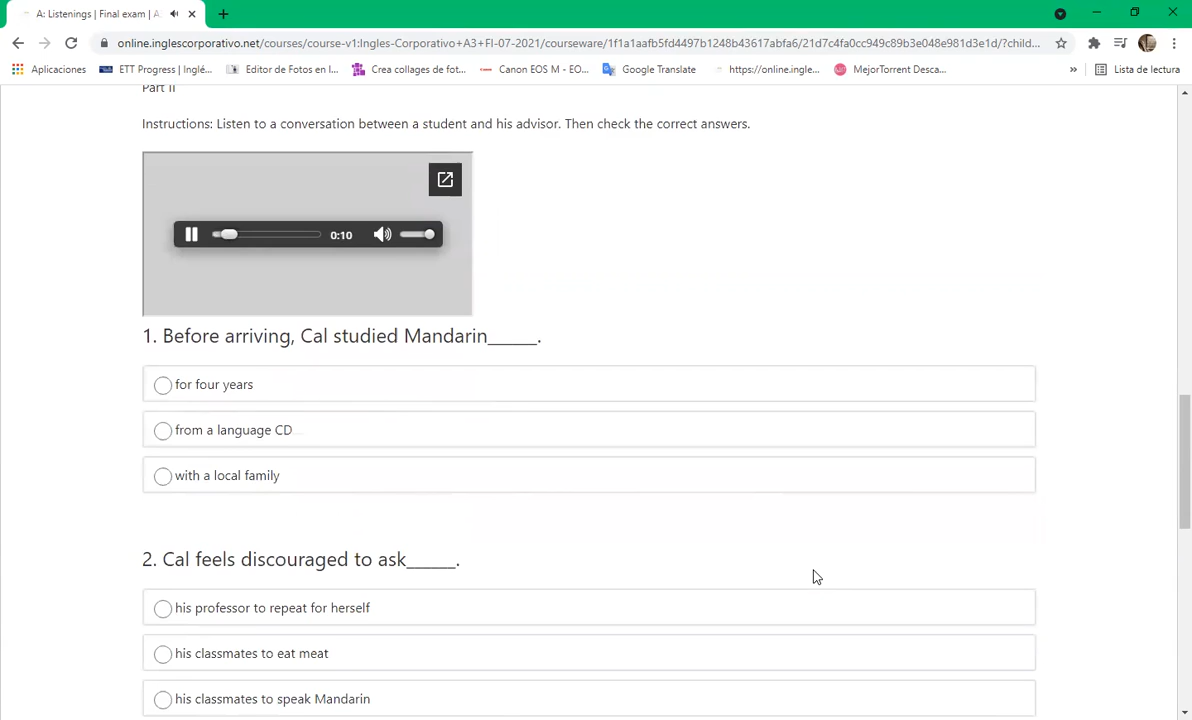 A: Listenings | Final exam | A
online.inglescorporativo.net/courses/course-v1:Ingles-Corporativo+A3+FI-07-2021/courseware/1f1a1aafb5fd4497b1248b43617abfa6/21d7c4fa0cc949c89b3e048e981d3e1d/?child...
Aplicaciones
ETT Progress | Inglé...
Editor de Fotos en l...
Crea collages de fot...
Canon EOS M - EO...
Google Translate
https://online.ingle...
MejorTorrent Desca...
»
Lista de lectura
Part II
Instructions: Listen to a conversation between a student and his advisor. Then check the correct answers.
0:10
1. Before arriving, Cal studied Mandarin_____.
for four years
from a language CD
with a local family
2. Cal feels discouraged to ask_____.
his professor to repeat for herself
his classmates to eat meat
his classmates to speak Mandarin